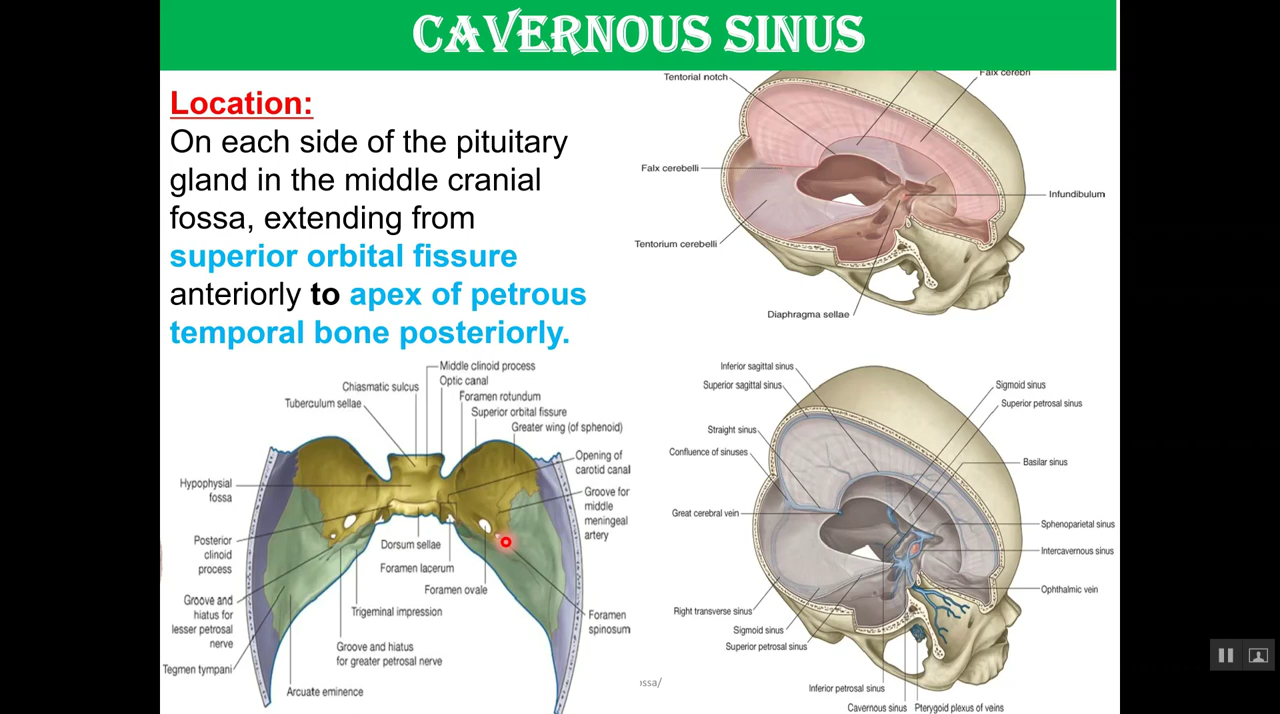 CAVERNOUS SINUS
Location:
On each side of the pituitary
gland in the middle cranial
fossa, extending from
superior orbital fissure
anteriorly to apex of petrous
temporal bone posteriorly.
Tentorial notch
Falx cerebri
Falx cerebelli
Infundibulum
Tentorium cerebelli
Diaphragma sellae
Middle clinoid process
Chiasmatic sulcus
Optic canal
Tuberculum sellae
Foramen rotundum
Superior orbital fissure
Greater wing (of sphenoid)
Opening of
carotid canal
Hypophysial
fossa
Groove for
middle
meningeal
artery
Posterior
clinoid
process
Dorsum sellae
Foramen lacerum
Foramen ovale
Groove and
hiatus for
lesser petrosal
nerve
Trigeminal impression
Foramen
spinosum
Groove and hiatus
for greater petrosal nerve
Tegmen tympani
Arcuate eminence
Inferior sagittal sinus
Superior sagittal sinus
Sigmoid sinus
Superior petrosal sinus
Straight sinus
Confluence of sinuses
Basilar sinus
Great cerebral vein
Sphenoparietal sinus
Intercavernous sinus
Ophthalmic vein
Right transverse sinus
Sigmoid sinus
Superior petrosal sinus
Inferior petrosal sinus
Cavernous sinus
Pterygoid plexus of veins
ossa/